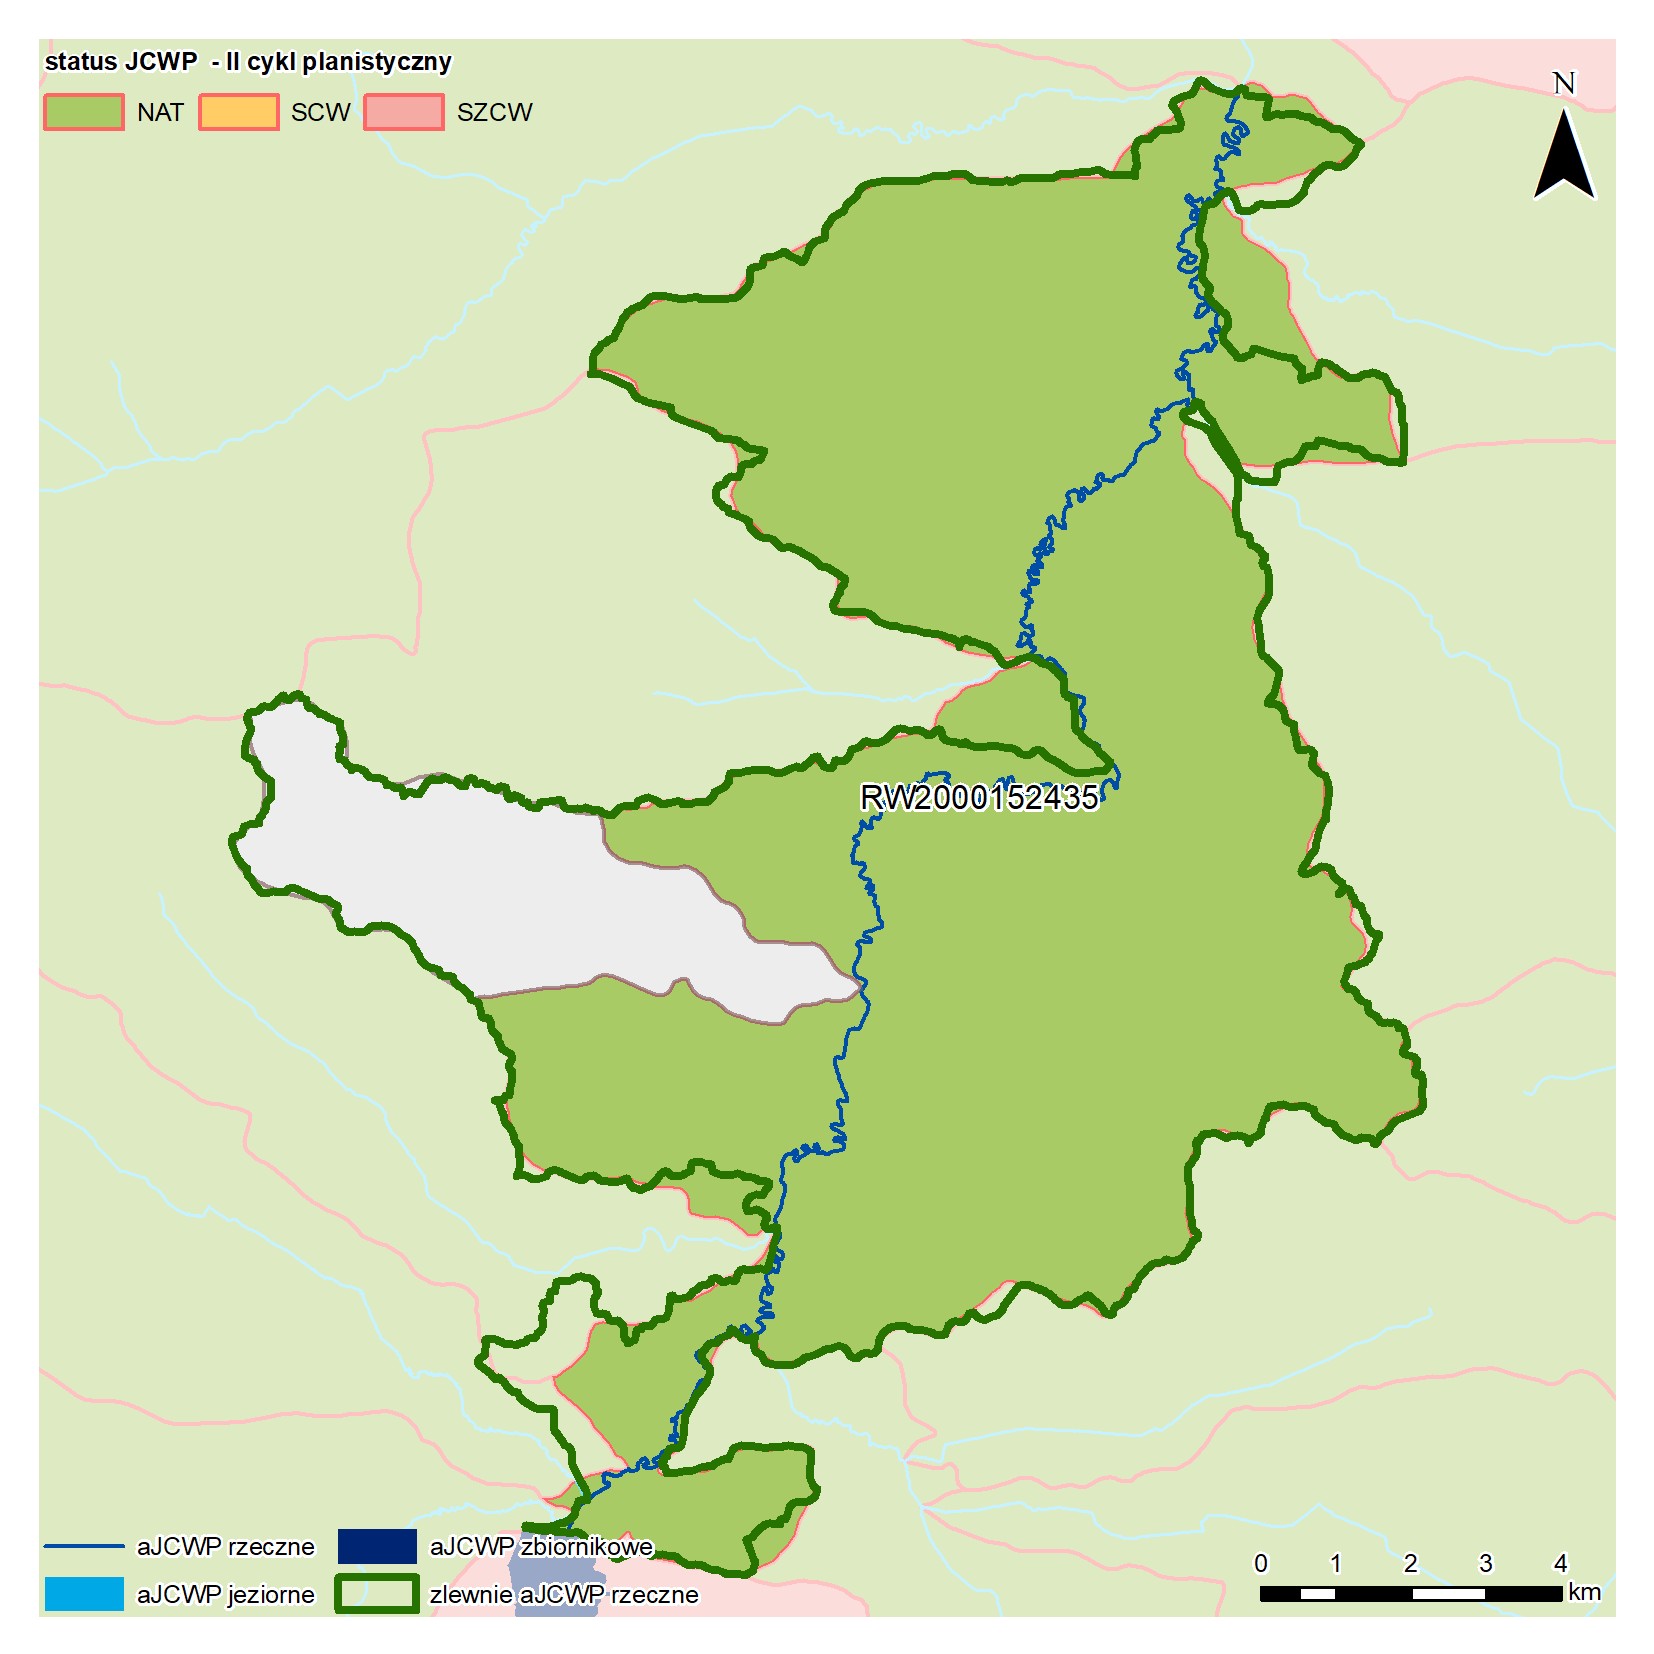 status JCWP - II cykl planistyczny
NAT SCW SZCW
N
RW2000152435
aJCWP rzeczne aJCWP zbiornikowe
aJCWP jeziorne zlewnie aJCWP rzeczne
0 1 2 3 4
km